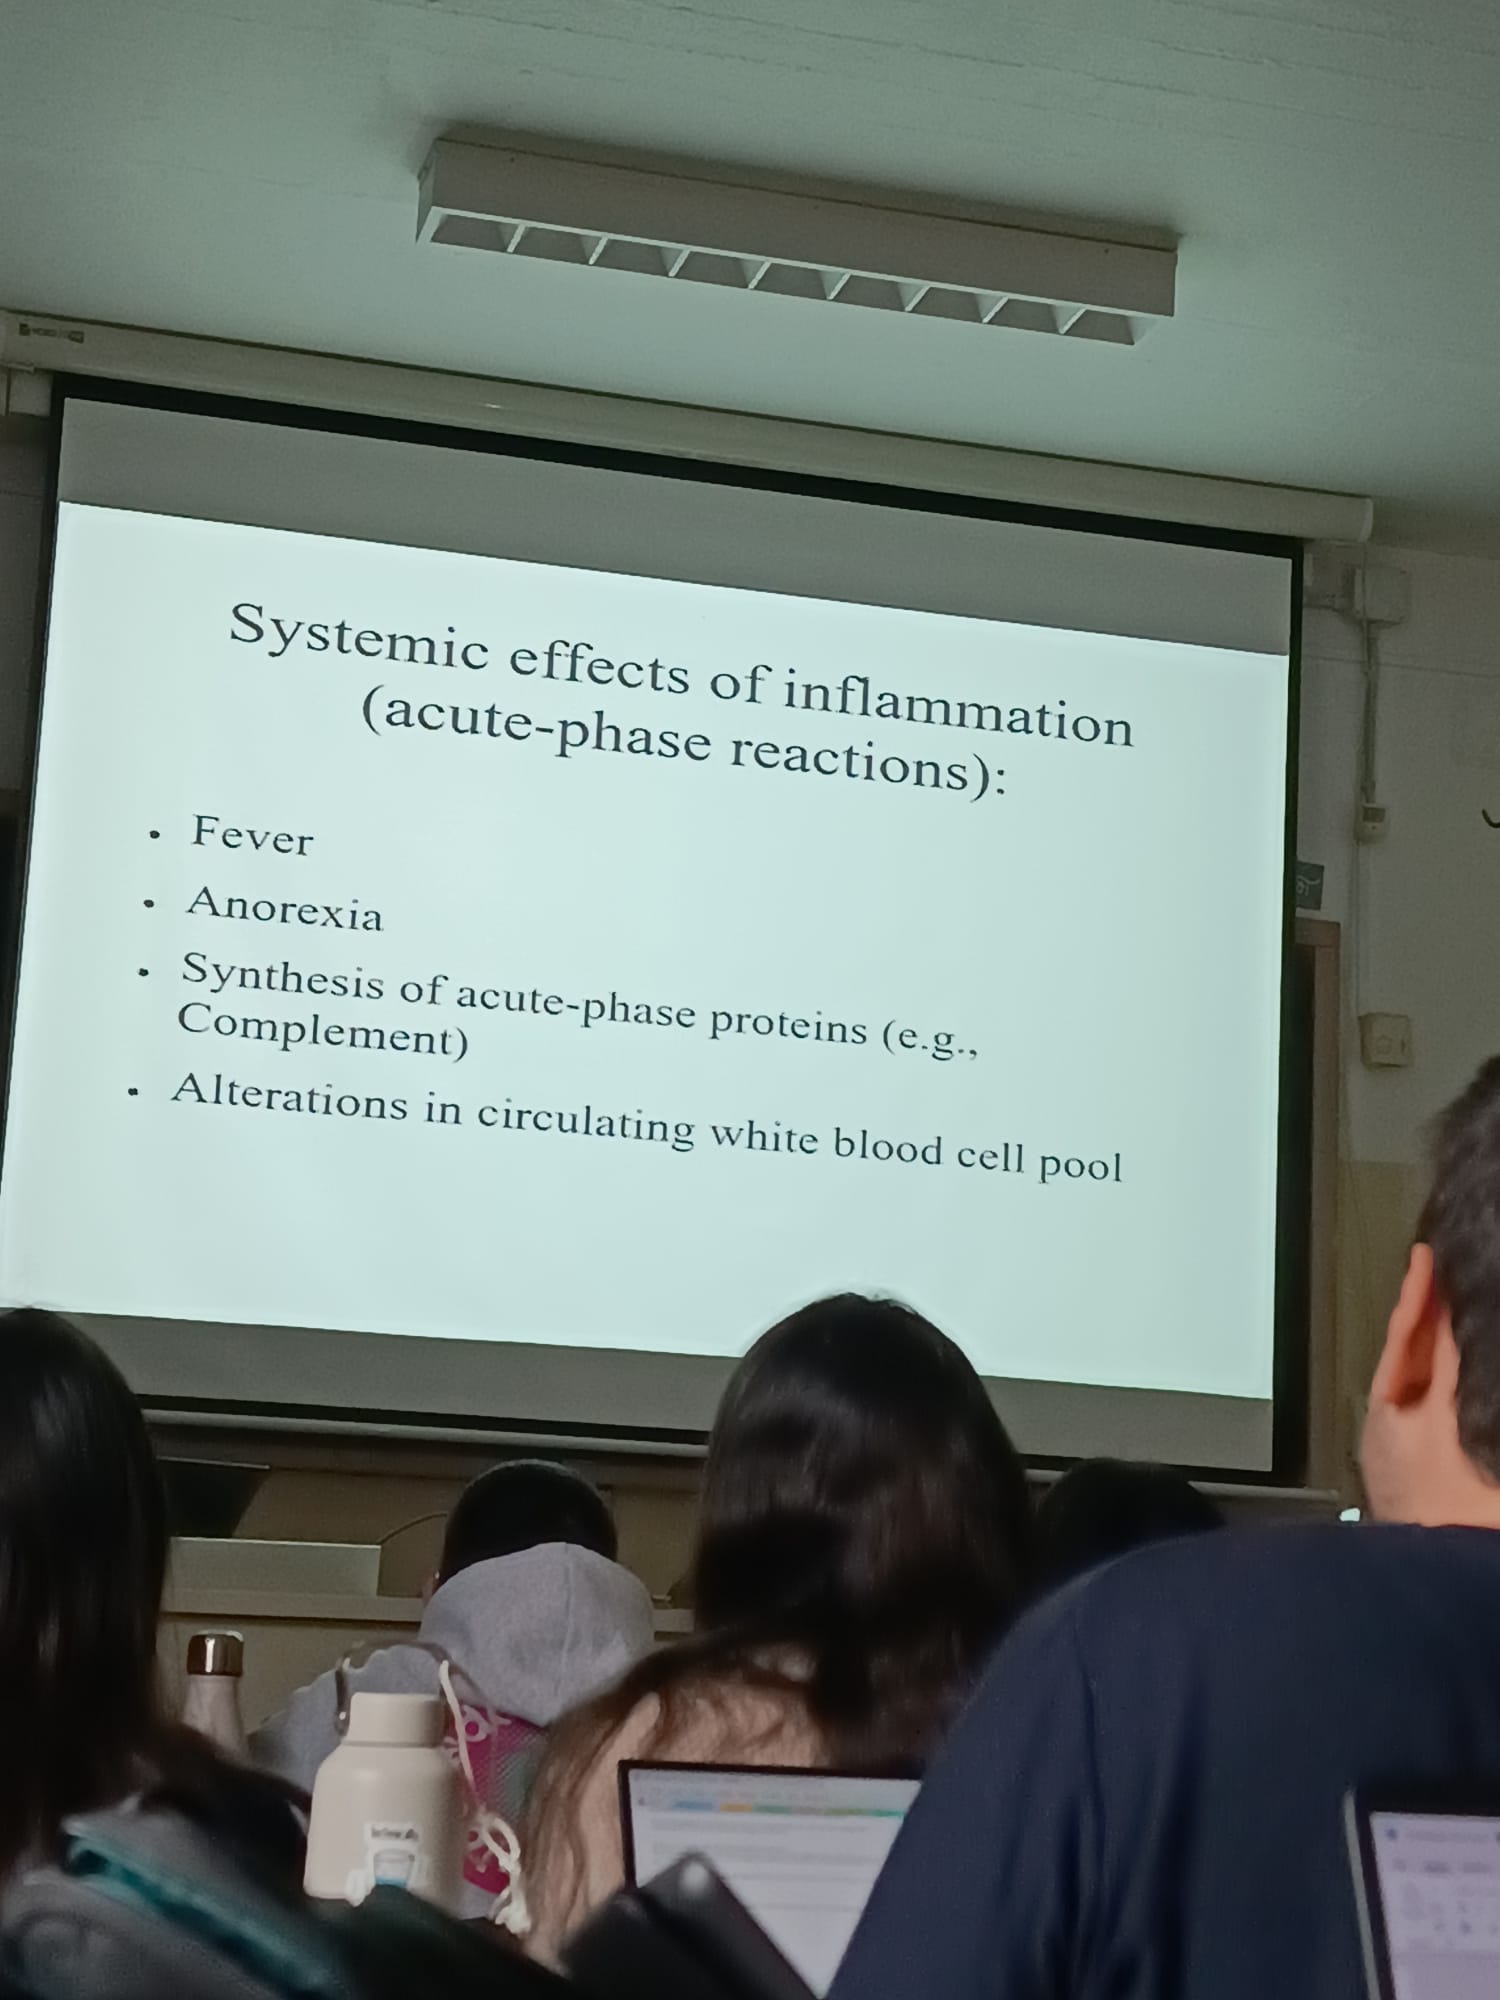 Systemic effects of inflammation
(acute-phase reactions):
• Fever
• Anorexia
• Synthesis of acute-phase proteins (e.g.,
Complement)
• Alterations in circulating white blood cell pool